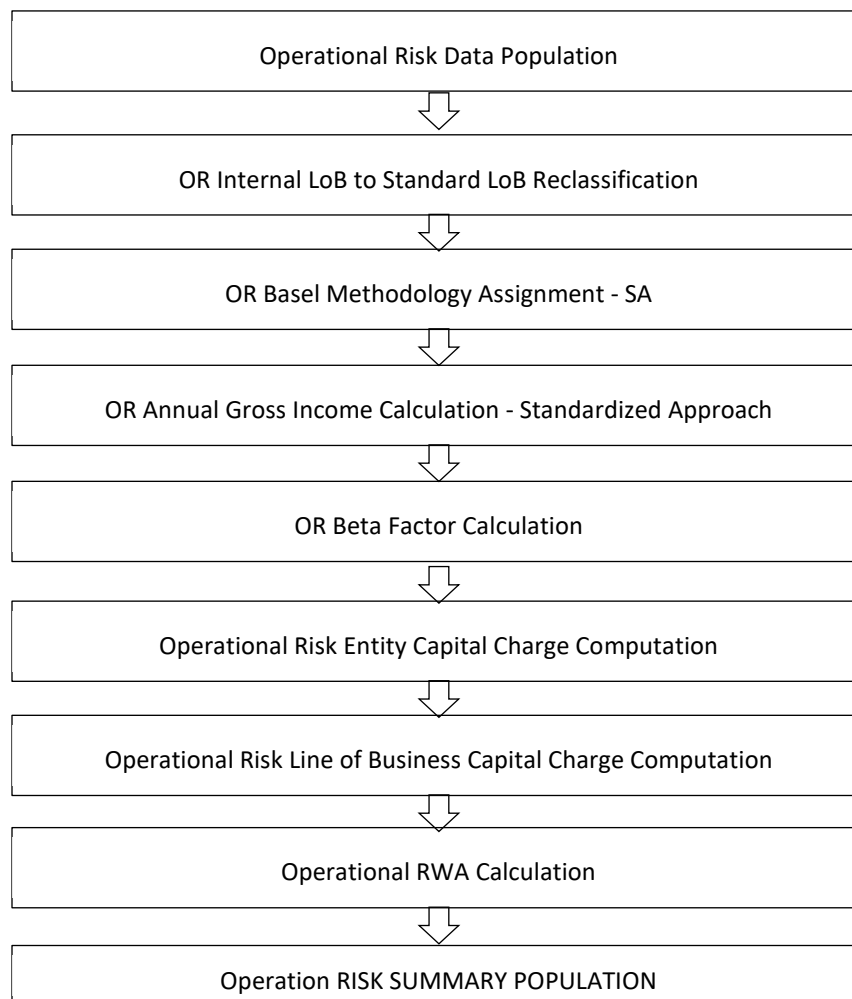 Operational Risk Data Population
OR Internal LoB to Standard LoB Reclassification
OR Basel Methodology Assignment - SA
OR Annual Gross Income Calculation - Standardized Approach
OR Beta Factor Calculation
Operational Risk Entity Capital Charge Computation
Operational Risk Line of Business Capital Charge Computation
Operational RWA Calculation
Operation RISK SUMMARY POPULATION